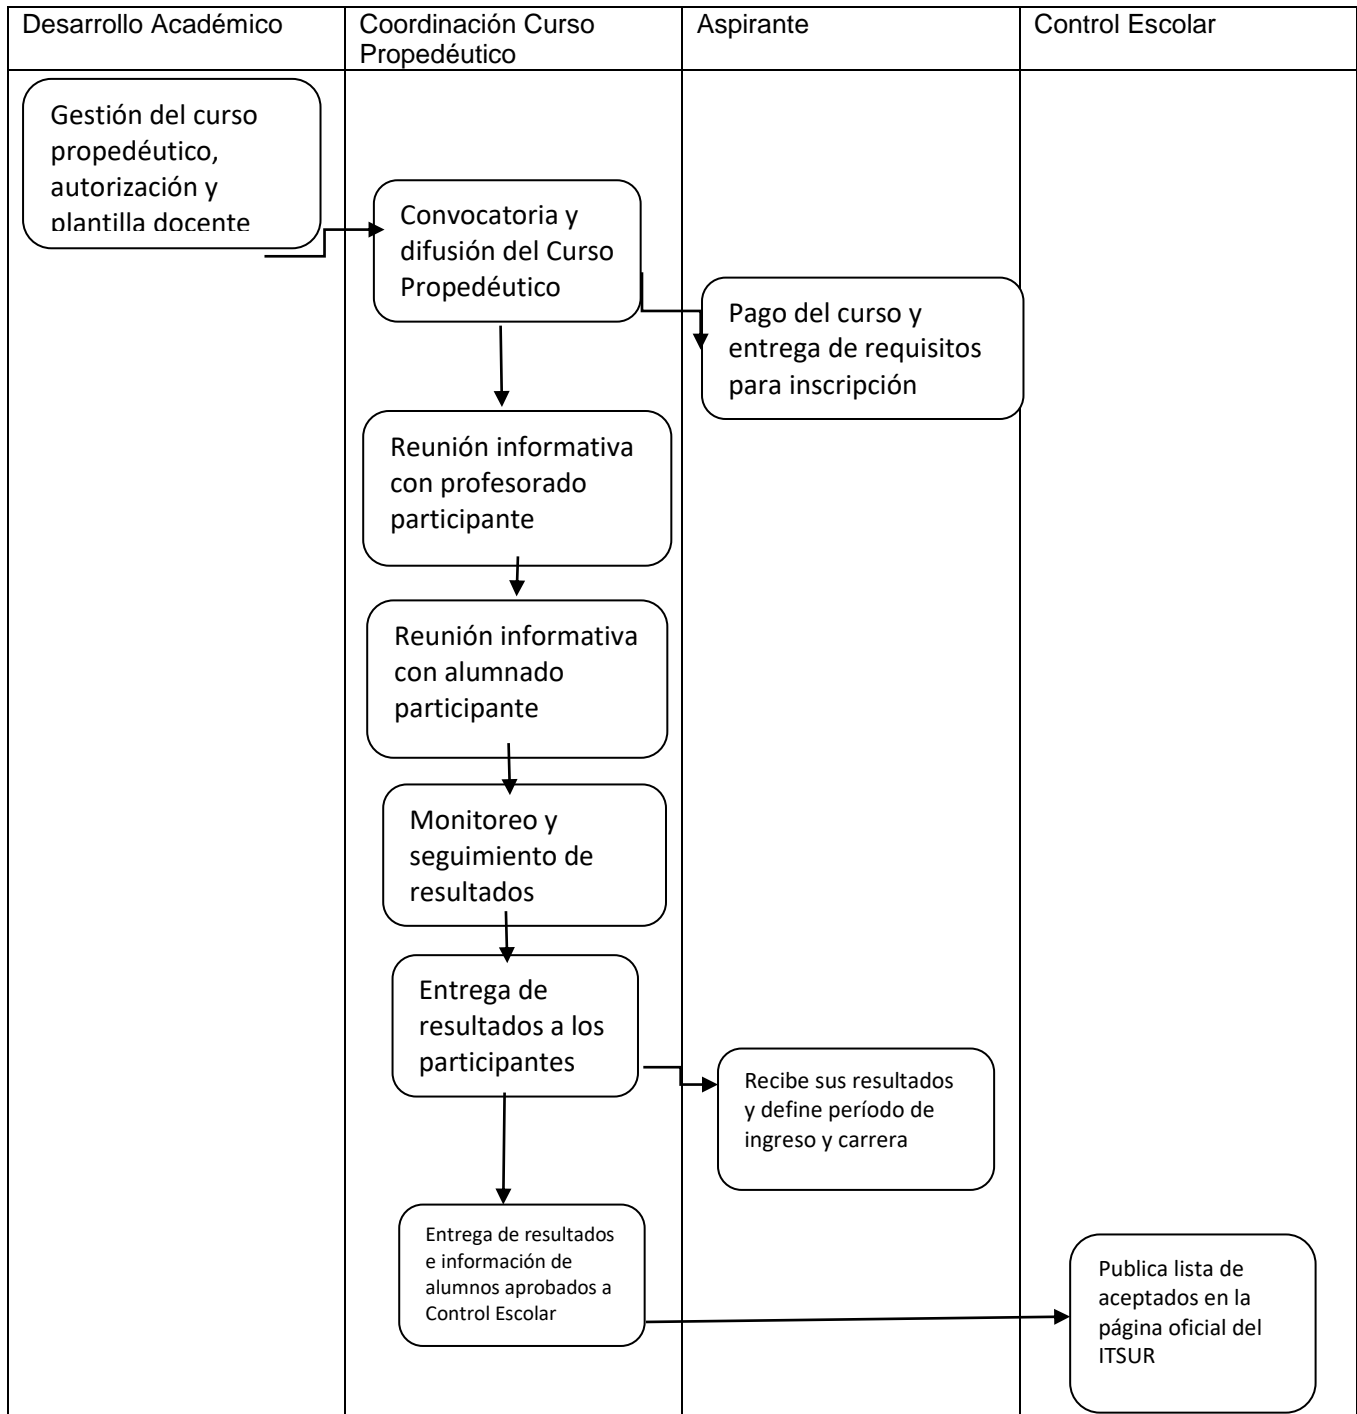 Desarrollo Académico
Coordinación Curso
Propedéutico
Aspirante
Control Escolar
Gestión del curso
propedéutico,
autorización y
plantilla docente
Convocatoria y
difusión del Curso
Propedéutico
Pago del curso y
entrega de requisitos
para inscripción
Reunión informativa
con profesorado
participante
Reunión informativa
con alumnado
participante
Monitoreo y
seguimiento de
resultados
Entrega de
resultados a los
participantes
Recibe sus resultados
y define período de
ingreso y carrera
Entrega de resultados
e información de
alumnos aprobados a
Control Escolar
Publica lista de
aceptados en la
página oficial del
ITSUR